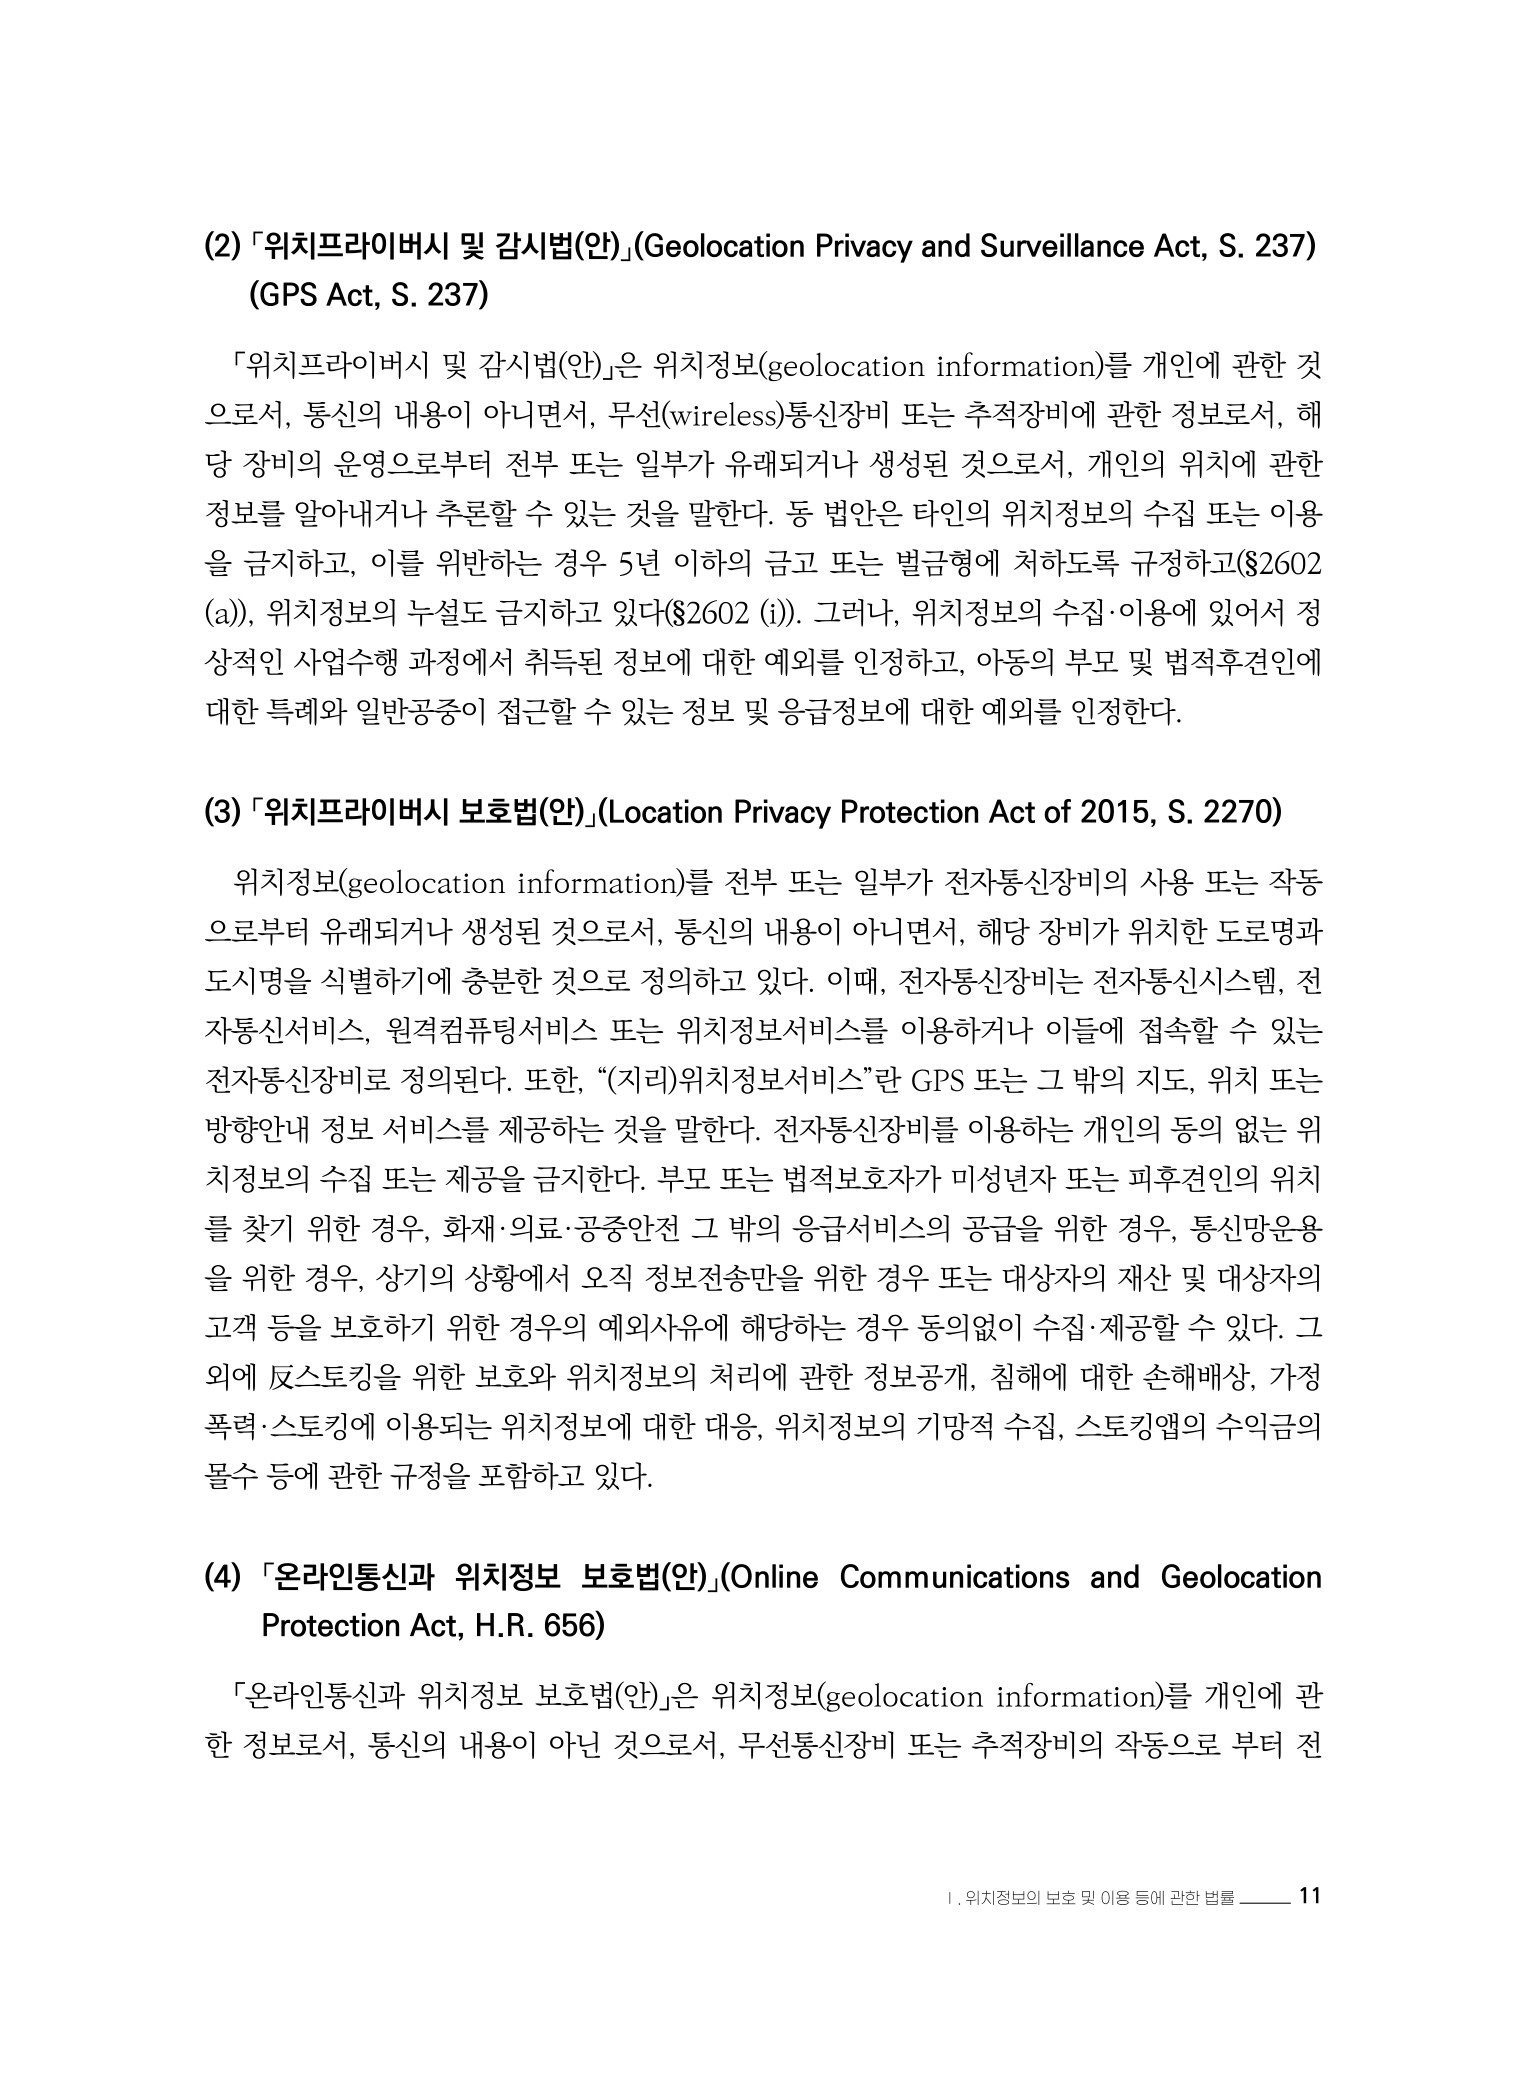 (2) 「위치프라이버시 및 감시법(안)」(Geolocation Privacy and Surveillance Act, S. 237)
(GPS Act, S. 237)
「위치프라이버시 및 감시법(안)」은 위치정보(geolocation information)를 개인에 관한 것
으로서, 통신의 내용이 아니면서, 무선(wireless)통신장비 또는 추적장비에 관한 정보로서, 해
당 장비의 운영으로부터 전부 또는 일부가 유래되거나 생성된 것으로서, 개인의 위치에 관한
정보를 알아내거나 추론할 수 있는 것을 말한다. 동 법안은 타인의 위치정보의 수집 또는 이용
을 금지하고, 이를 위반하는 경우 5년 이하의 금고 또는 벌금형에 처하도록 규정하고(§2602
(a)), 위치정보의 누설도 금지하고 있다(§2602 (i)). 그러나, 위치정보의 수집·이용에 있어서 정
상적인 사업수행 과정에서 취득된 정보에 대한 예외를 인정하고, 아동의 부모 및 법적후견인에
대한 특례와 일반공중이 접근할 수 있는 정보 및 응급정보에 대한 예외를 인정한다.
(3) 「위치프라이버시 보호법(안)」(Location Privacy Protection Act of 2015, S. 2270)
위치정보(geolocation information)를 전부 또는 일부가 전자통신장비의 사용 또는 작동
으로부터 유래되거나 생성된 것으로서, 통신의 내용이 아니면서, 해당 장비가 위치한 도로명과
도시명을 식별하기에 충분한 것으로 정의하고 있다. 이때, 전자통신장비는 전자통신시스템, 전
자통신서비스, 원격컴퓨팅서비스 또는 위치정보서비스를 이용하거나 이들에 접속할 수 있는
전자통신장비로 정의된다. 또한, “(지리)위치정보서비스”란 GPS 또는 그 밖의 지도, 위치 또는
방향안내 정보 서비스를 제공하는 것을 말한다. 전자통신장비를 이용하는 개인의 동의 없는 위
치정보의 수집 또는 제공을 금지한다. 부모 또는 법적보호자가 미성년자 또는 피후견인의 위치
를 찾기 위한 경우, 화재·의료·공중안전 그 밖의 응급서비스의 공급을 위한 경우, 통신망운용
을 위한 경우, 상기의 상황에서 오직 정보전송만을 위한 경우 또는 대상자의 재산 및 대상자의
고객 등을 보호하기 위한 경우의 예외사유에 해당하는 경우 동의없이 수집·제공할 수 있다. 그
외에 反스토킹을 위한 보호와 위치정보의 처리에 관한 정보공개, 침해에 대한 손해배상, 가정
폭력·스토킹에 이용되는 위치정보에 대한 대응, 위치정보의 기망적 수집, 스토킹앱의 수익금의
몰수 등에 관한 규정을 포함하고 있다.
(4) 「온라인통신과 위치정보 보호법(안)」(Online Communications and Geolocation
Protection Act, H.R. 656)
「온라인통신과 위치정보 보호법(안)」은 위치정보(geolocation information)를 개인에 관
한 정보로서, 통신의 내용이 아닌 것으로서, 무선통신장비 또는 추적장비의 작동으로 부터 전
Ⅰ. 위치정보의 보호 및 이용 등에 관한 법률 11